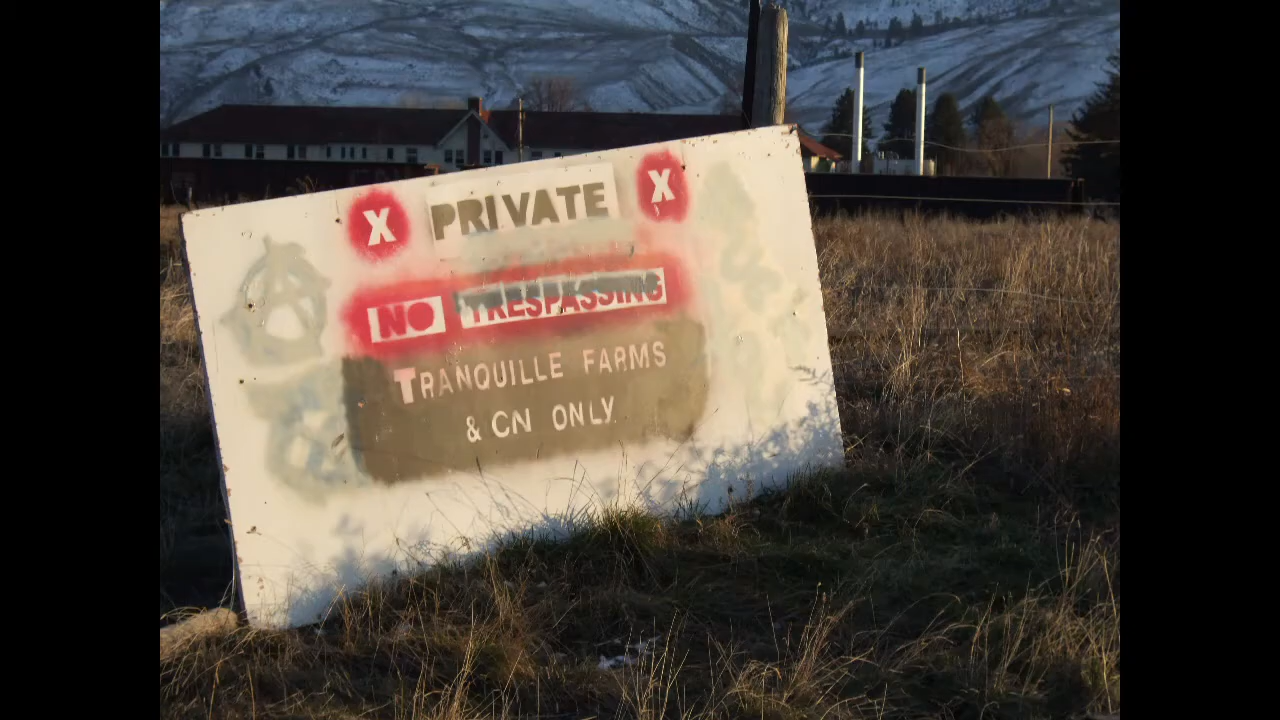 X PRIVATE X
NO TRESPASSING
TRANQUILLE FARMS
& CN ONLY